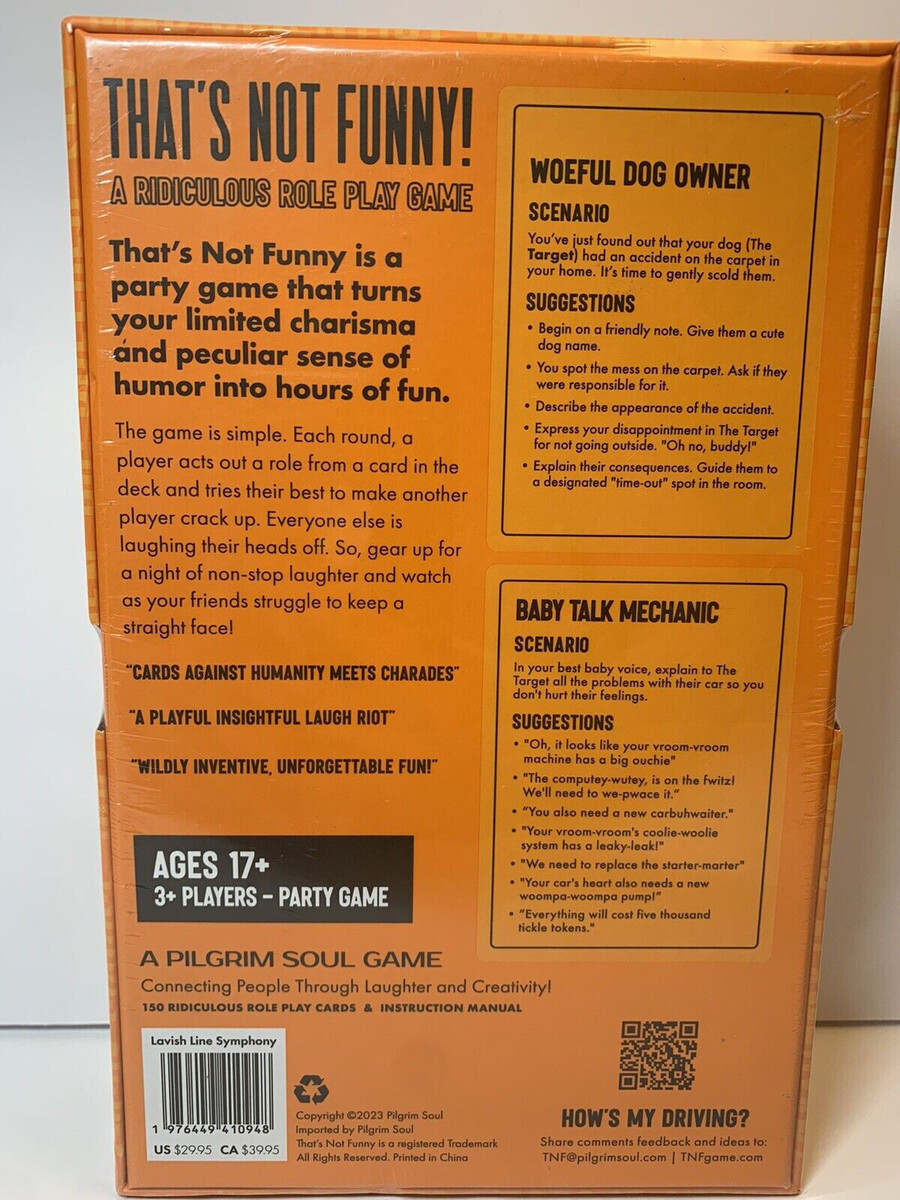 THAT'S NOT FUNNY!
A RIDICULOUS ROLE PLAY GAME
That's Not Funny is a
party game that turns
your limited charisma
and peculiar sense of
humor into hours of fun.
The game is simple. Each round, a
player acts out a role from a card in the
deck and tries their best to make another
player crack up. Everyone else is
laughing their heads off. So, gear up for
a night of non-stop laughter and watch
as your friends struggle to keep a
straight face!
"CARDS AGAINST HUMANITY MEETS CHARADES"
"A PLAYFUL INSIGHTFUL LAUGH RIOT"
"WILDLY INVENTIVE, UNFORGETTABLE FUN!"
AGES 17+
3+ PLAYERS – PARTY GAME
A PILGRIM SOUL GAME
Connecting People Through Laughter and Creativity!
150 RIDICULOUS ROLE PLAY CARDS & INSTRUCTION MANUAL
Lavish Line Symphony
1 976449 410948
US $29.95 CA $39.95
Copyright ©2023 Pilgrim Soul
Imported by Pilgrim Soul
That's Not Funny is a registered Trademark
All Rights Reserved. Printed in China
WOEFUL DOG OWNER
SCENARIO
You've just found out that your dog (The
Target) had an accident on the carpet in
your home. It's time to gently scold them.
SUGGESTIONS
• Begin on a friendly note. Give them a cute
dog name.
• You spot the mess on the carpet. Ask if they
were responsible for it.
• Describe the appearance of the accident.
• Express your disappointment in The Target
for not going outside. "Oh no, buddy!"
• Explain their consequences. Guide them to
a designated "time-out" spot in the room.
BABY TALK MECHANIC
SCENARIO
In your best baby voice, explain to The
Target all the problems with their car so you
don't hurt their feelings.
SUGGESTIONS
• "Oh, it looks like your vroom-vroom
machine has a big ouchie"
• "The computey-wutey, is on the fwitz!
We'll need to we-pwace it."
• "You also need a new carbuhwaiter."
• "Your vroom-vroom's coolie-woolie
system has a leaky-leak!"
• "We need to replace the starter-marter"
• "Your car's heart also needs a new
woompa-woompa pump!"
• "Everything will cost five thousand
tickle tokens."
HOW'S MY DRIVING?
Share comments feedback and ideas to:
TNF@pilgrimsoul.com | TNFgame.com